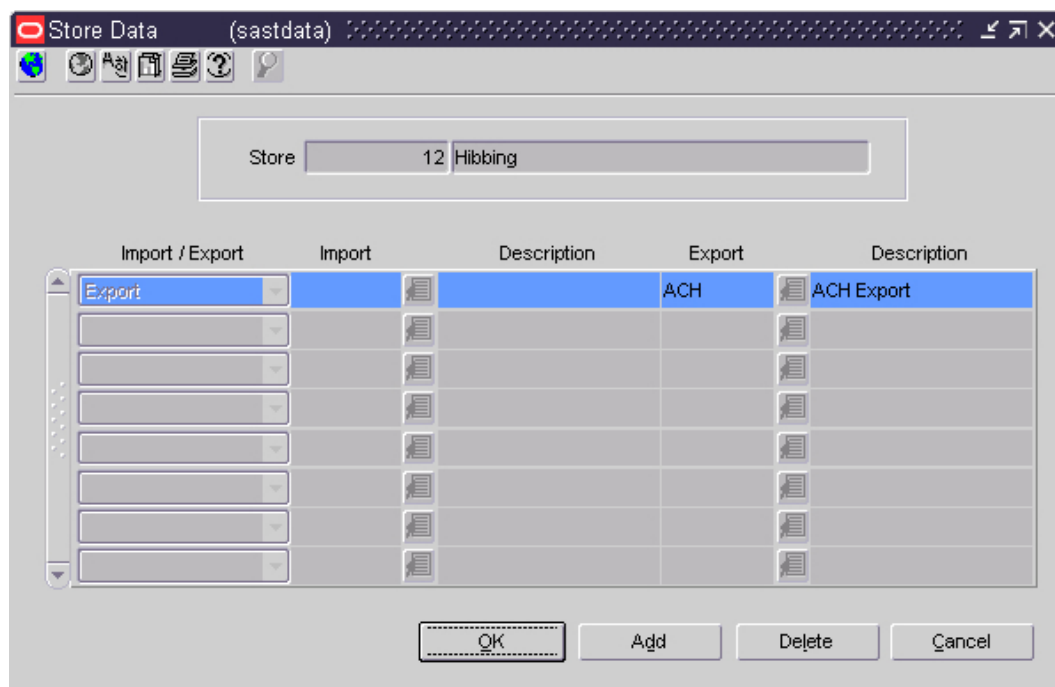 Store Data (sastdata)
Store 12 Hibbing
Import / Export Import Description Export Description
Export ACH ACH Export
OK Add Delete Cancel